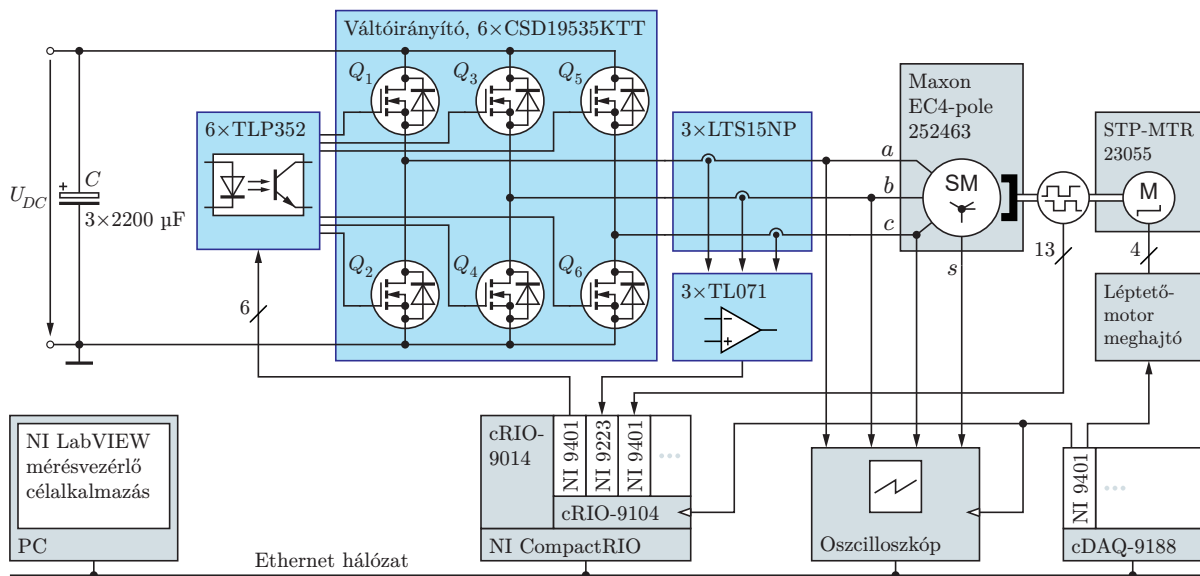 Váltóirányító, 6×CSD19535KTT
Q1
Q3
Q5
6×TLP352
3×LTS15NP
Maxon
EC4-pole
252463
STP-MTR
23055
UDC
+
C
3×2200 µF
a
b
c
s
SM
M
13
4
Q2
Q4
Q6
6
3×TL071
−
+
Léptető-
motor
meghajtó
NI LabVIEW
mérésvezérlő
célalkalmazás
PC
cRIO-
9014
NI 9401
NI 9223
NI 9401
...
cRIO-9104
NI CompactRIO
Oszcilloszkóp
NI 9401
...
cDAQ-9188
Ethernet hálózat